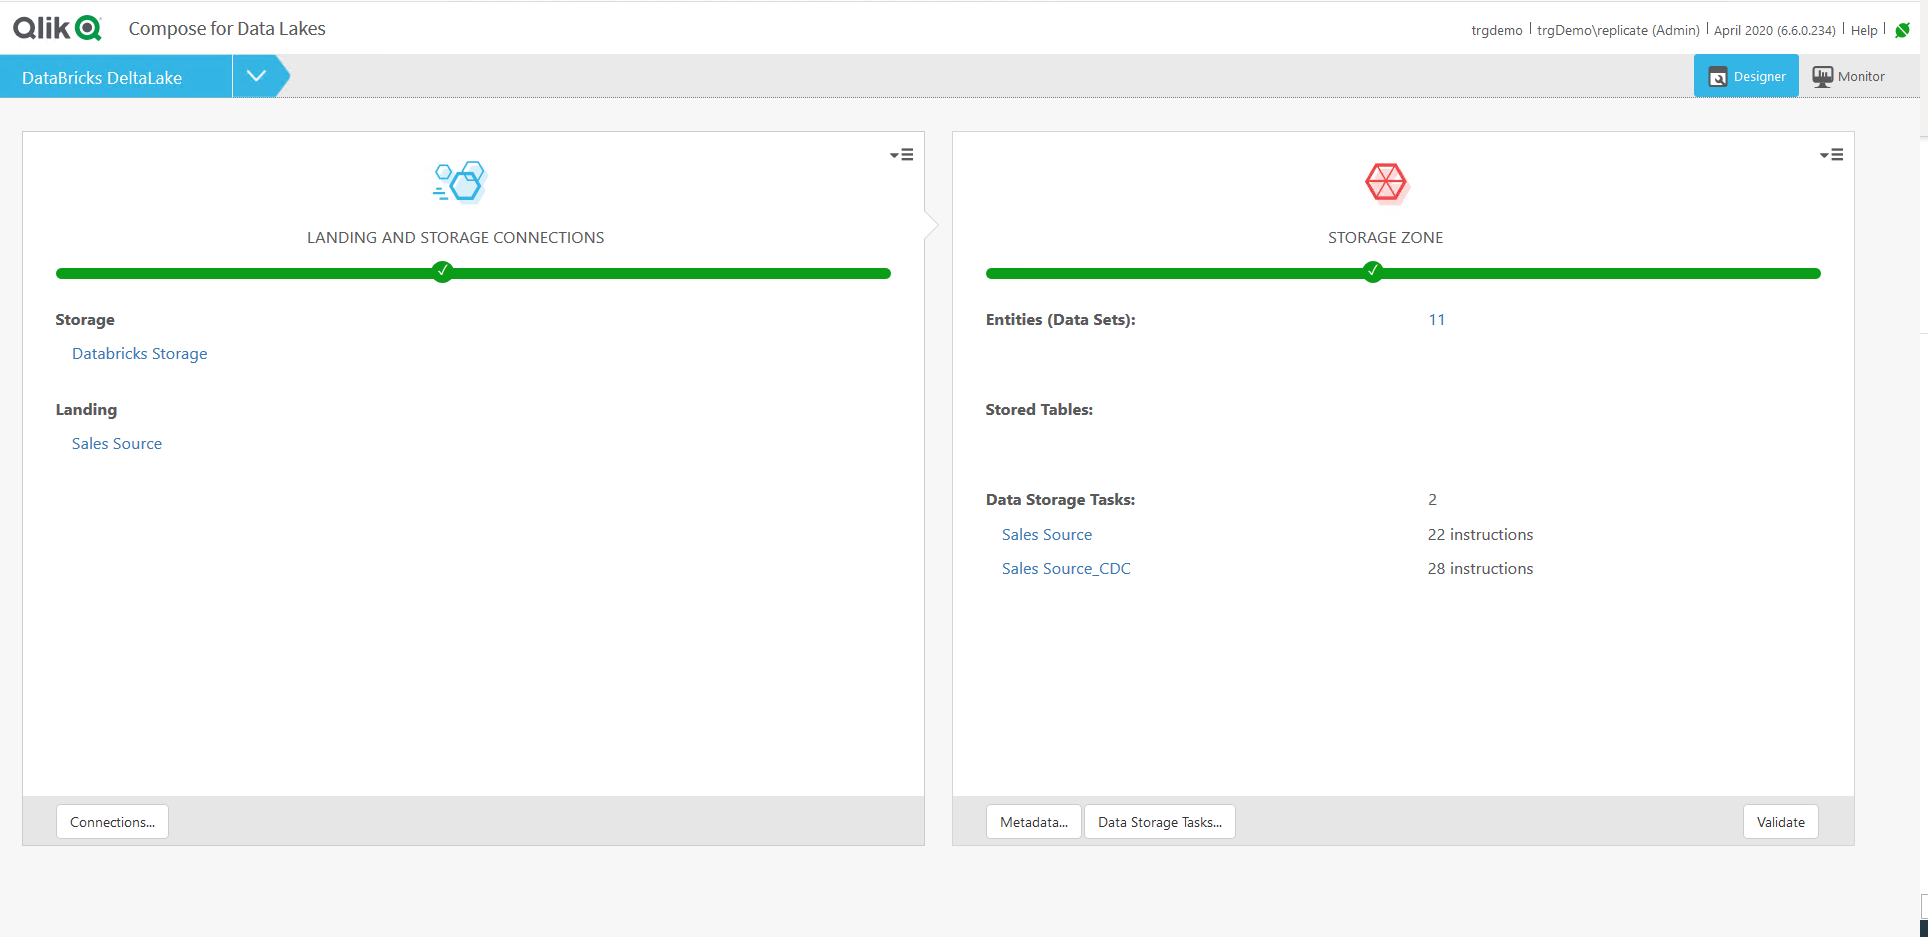 Qlik Compose for Data Lakes
trgdemo | trgDemo\replicate (Admin) | April 2020 (6.6.0.234) | Help |
DataBricks DeltaLake
Designer Monitor
LANDING AND STORAGE CONNECTIONS
Storage
Databricks Storage
Landing
Sales Source
Connections...
STORAGE ZONE
Entities (Data Sets): 11
Stored Tables:
Data Storage Tasks: 2
Sales Source 22 instructions
Sales Source_CDC 28 instructions
Metadata... Data Storage Tasks... Validate